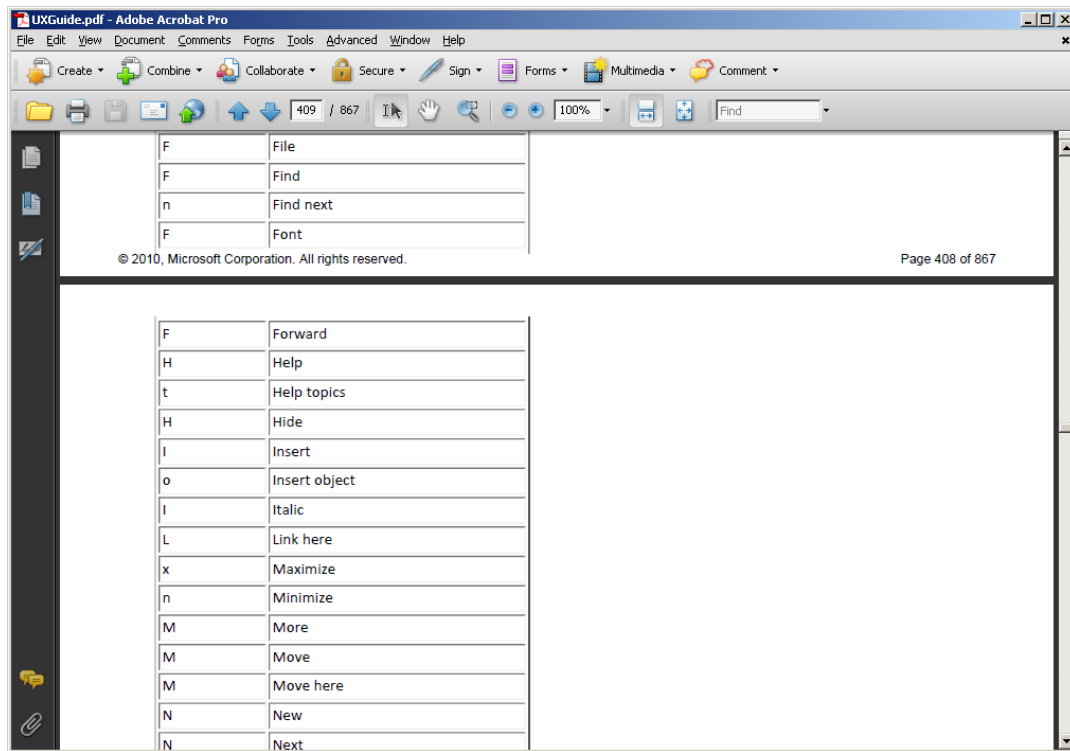 UXGuide.pdf - Adobe Acrobat Pro
File Edit View Document Comments Forms Tools Advanced Window Help
Create Combine Collaborate Secure Sign Forms Multimedia Comment
409 / 867 100% Find
F File
F Find
n Find next
F Font
© 2010, Microsoft Corporation. All rights reserved. Page 408 of 867
F Forward
H Help
t Help topics
H Hide
I Insert
o Insert object
I Italic
L Link here
x Maximize
n Minimize
M More
M Move
M Move here
N New
N Next